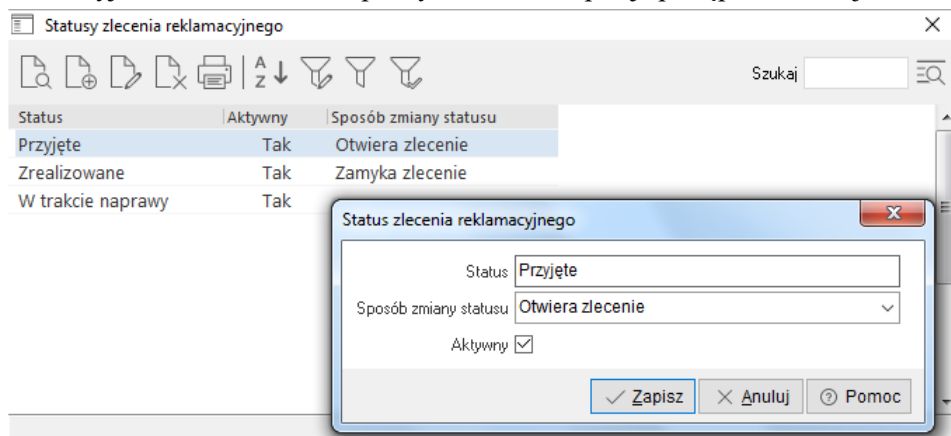 Statusy zlecenia reklamacyjnego
A Z Szukaj
Status Aktywny Sposób zmiany statusu
Przyjęte Tak Otwiera zlecenie
Zrealizowane Tak Zamyka zlecenie
W trakcie naprawy Tak
Status zlecenia reklamacyjnego
Status Przyjęte
Sposób zmiany statusu Otwiera zlecenie
Aktywny
Zapisz Anuluj Pomoc